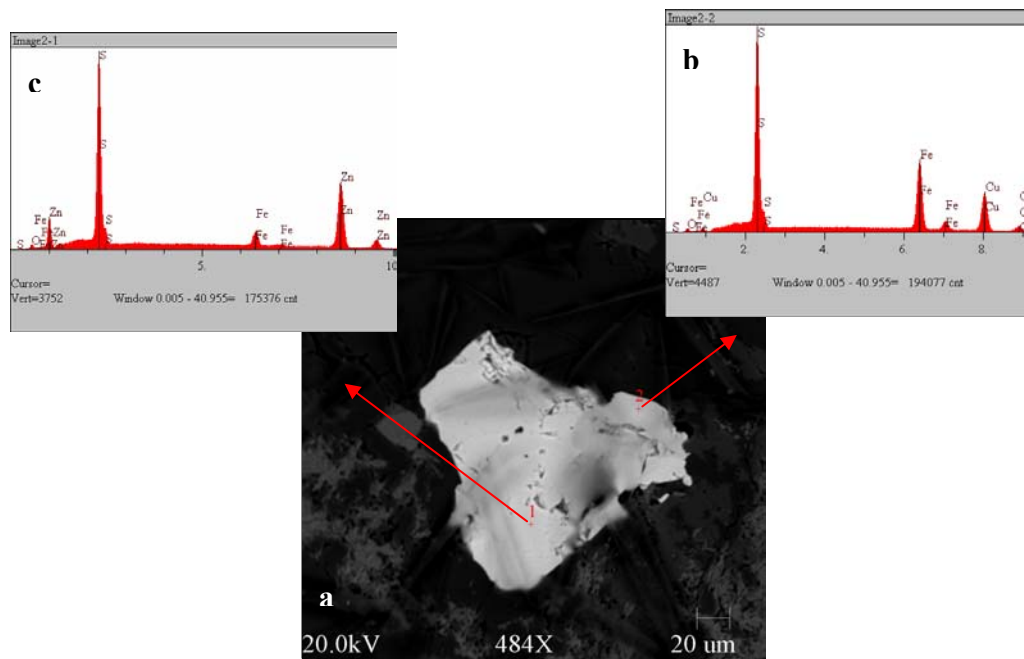 Image2-1
c
S
S
S
S
Zn
Zn
Zn
Zn
Fe
Fe
Fe
Fe
Zn
Fe
Fe
Zn
S
O
5.
10
Cursor=
Vert=3752 Window 0.005 - 40.955= 175376 cnt
Image2-2
b
S
S
S
S
Fe
Fe
Cu
Cu
Fe
Fe
Fe
Cu
Fe
S
2.
4.
6.
8.
Cursor=
Vert=4487 Window 0.005 - 40.955= 194077 cnt
2
1
a
20.0kV 484X 20 um